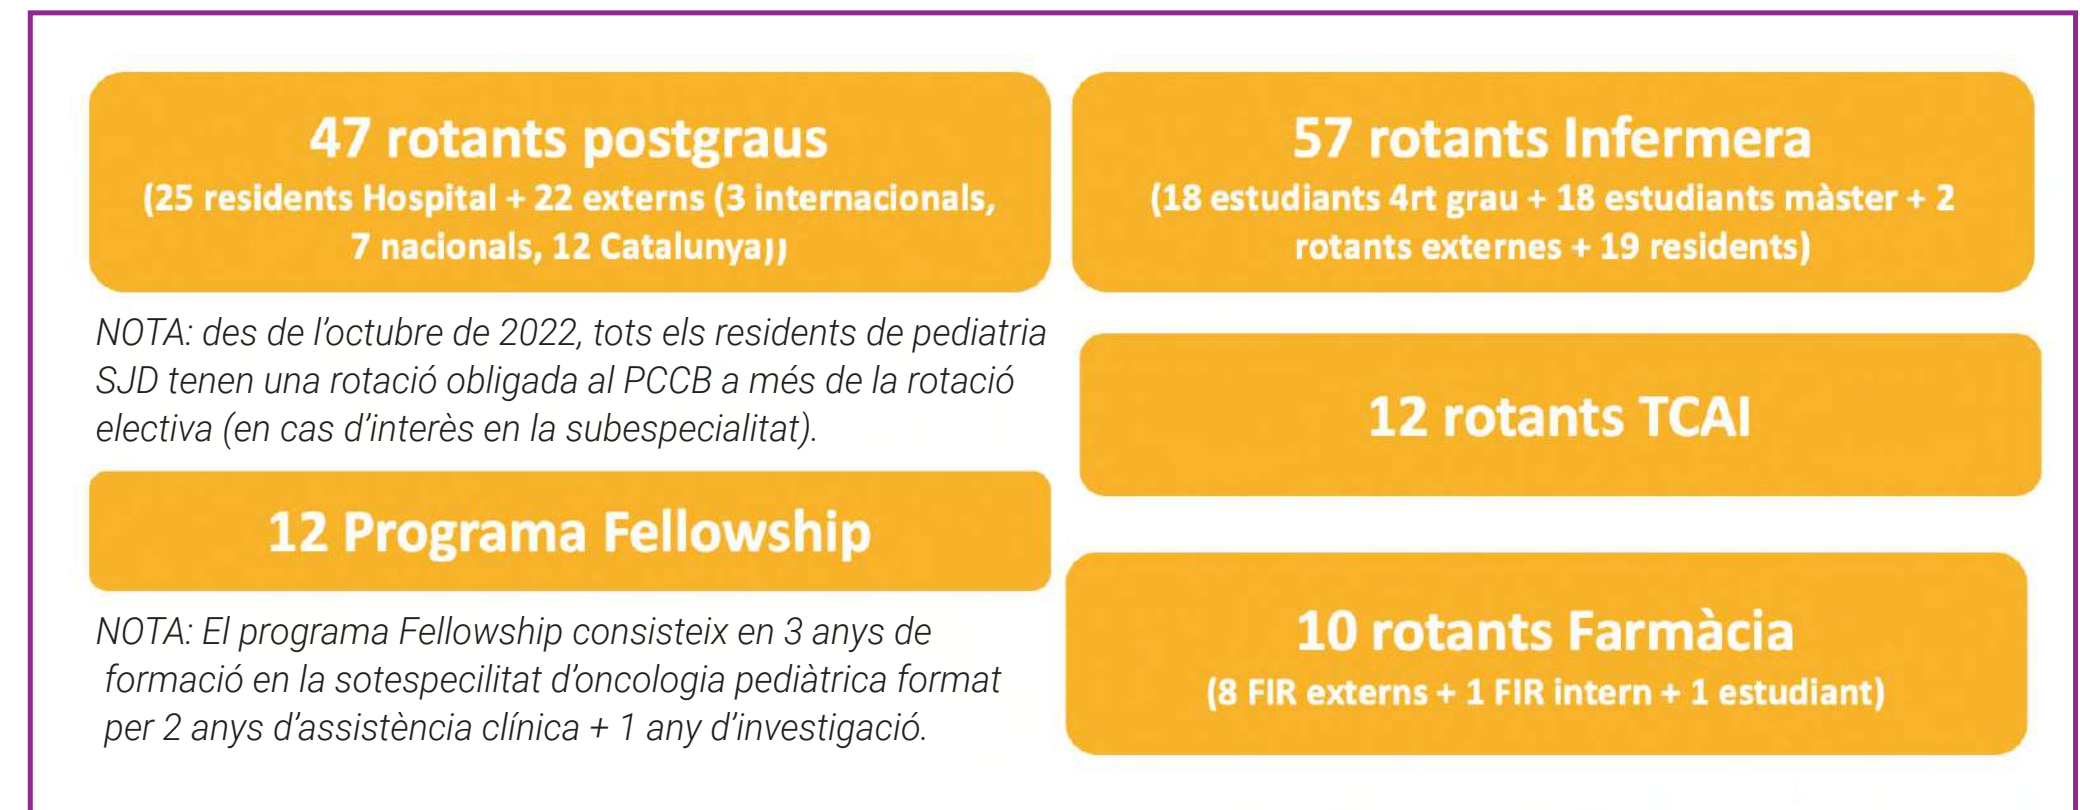 47 rotants postgraus
(25 residents Hospital + 22 externs (3 internacionals,
7 nacionals, 12 Catalunya))
NOTA: des de l’octubre de 2022, tots els residents de pediatria
SJD tenen una rotació obligada al PCCB a més de la rotació
electiva (en cas d’interès en la subespecialitat).
12 Programa Fellowship
NOTA: El programa Fellowship consisteix en 3 anys de
formació en la sotespecilitat d’oncologia pediàtrica format
per 2 anys d’assistència clínica + 1 any d’investigació.
57 rotants Infermera
(18 estudiants 4rt grau + 18 estudiants màster + 2
rotants externes + 19 residents)
12 rotants TCAI
10 rotants Farmàcia
(8 FIR externs + 1 FIR intern + 1 estudiant)